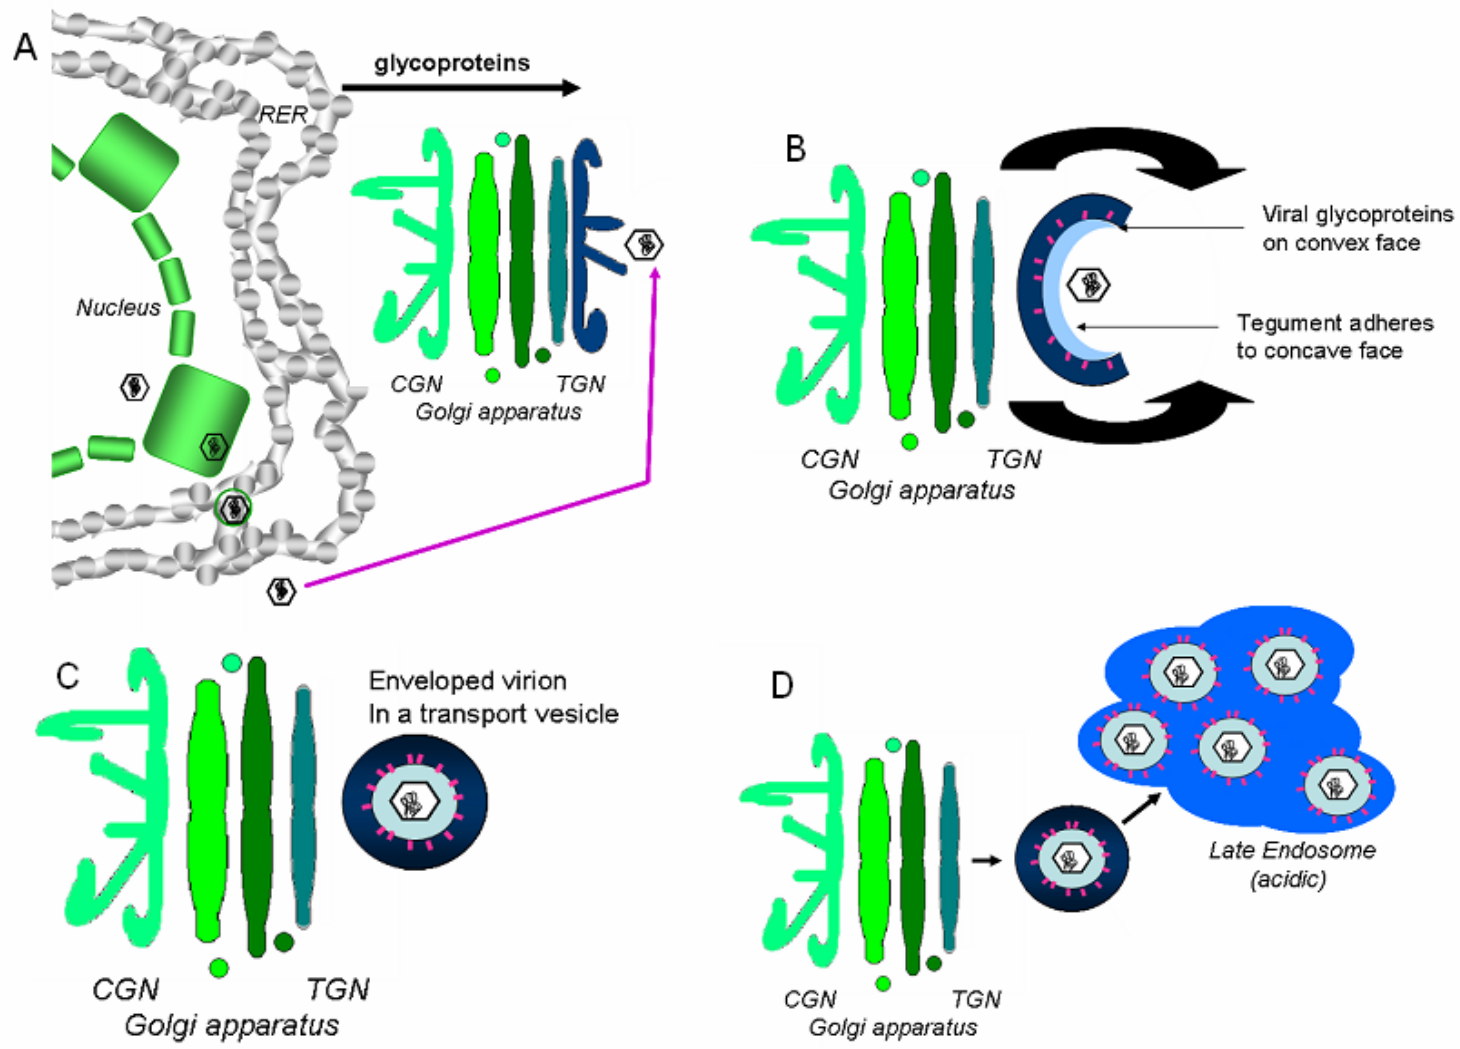 A
glycoproteins
RER
Nucleus
CGN TGN
Golgi apparatus
B
Viral glycoproteins
on convex face
Tegument adheres
to concave face
CGN TGN
Golgi apparatus
C
Enveloped virion
In a transport vesicle
CGN TGN
Golgi apparatus
D
Late Endosome
(acidic)
CGN TGN
Golgi apparatus